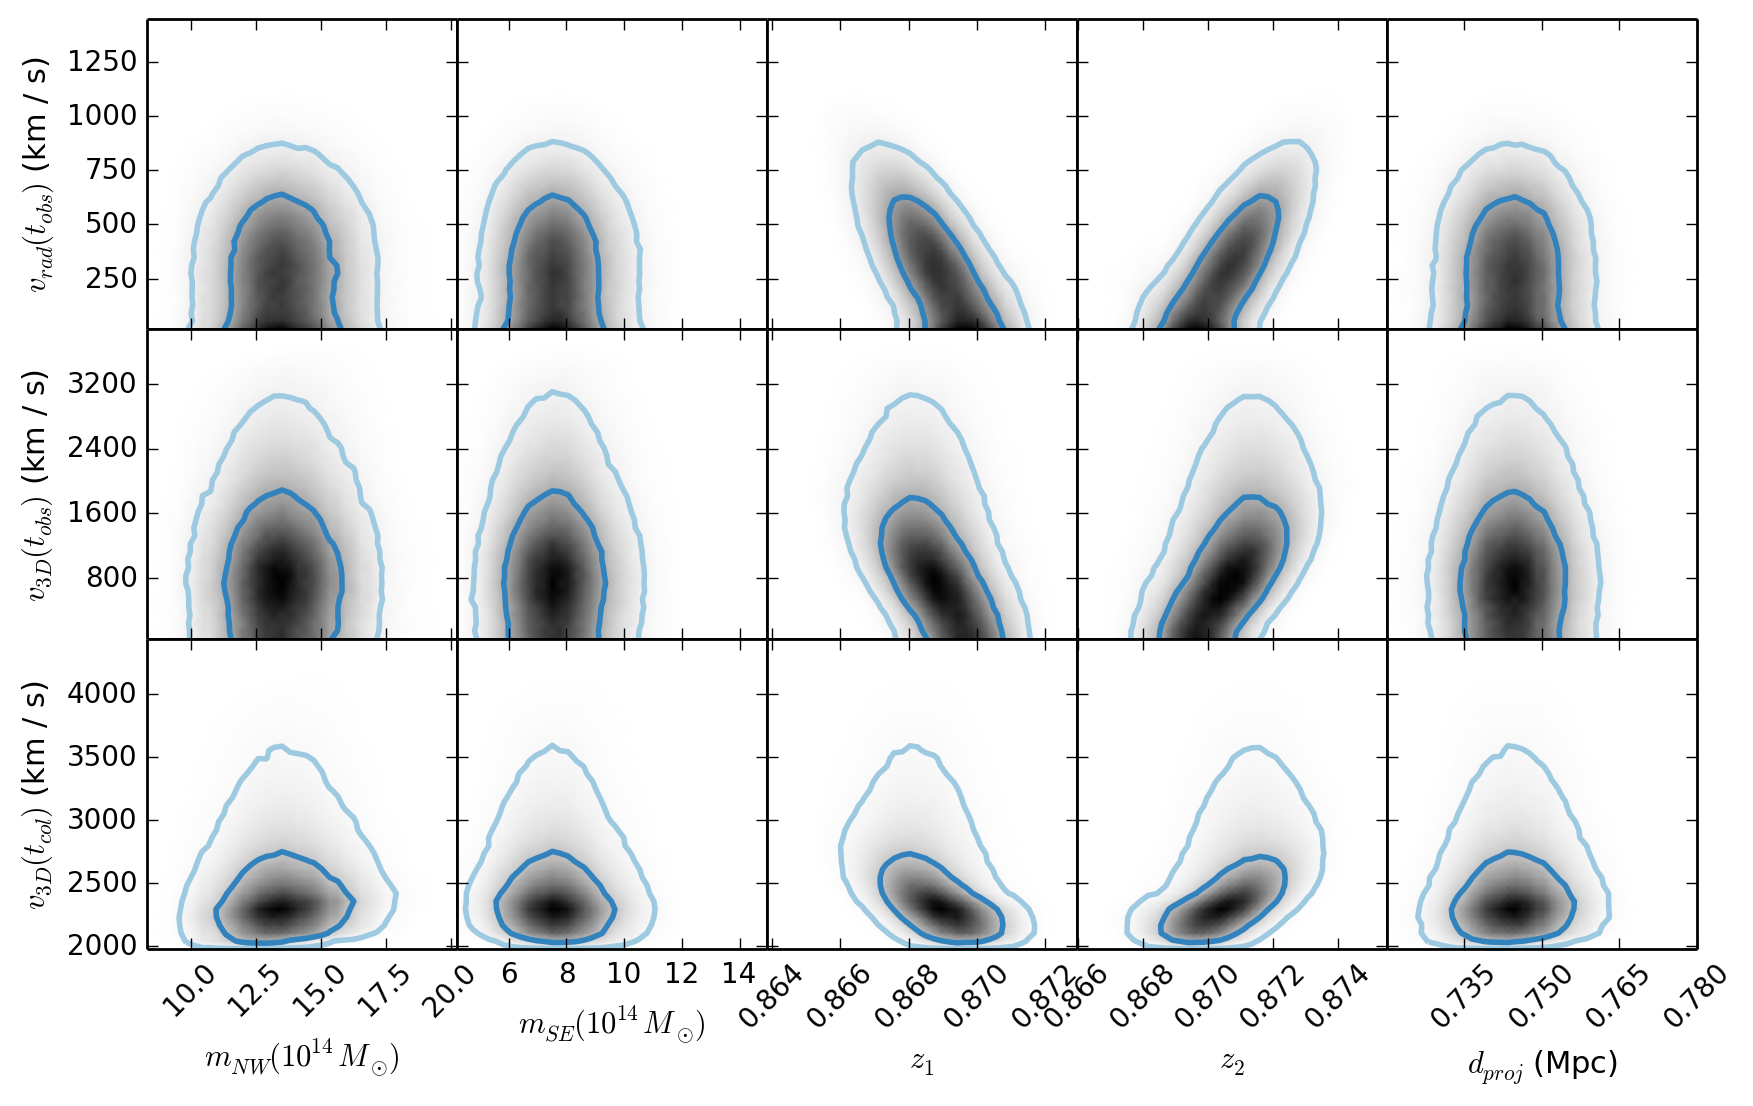 v_rad(t_obs) (km / s)
1250
1000
750
500
250
v_3D(t_obs) (km / s)
3200
2400
1600
800
v_3D(t_col) (km / s)
4000
3500
3000
2500
2000
10.0 12.5 15.0 17.5 20.0
6 8 10 12 14
0.864 0.866 0.868 0.870 0.872
0.866 0.868 0.870 0.872 0.874
0.735 0.750 0.765 0.780
m_NW(10^14 M_⊙)
m_SE(10^14 M_⊙)
z_1
z_2
d_proj (Mpc)